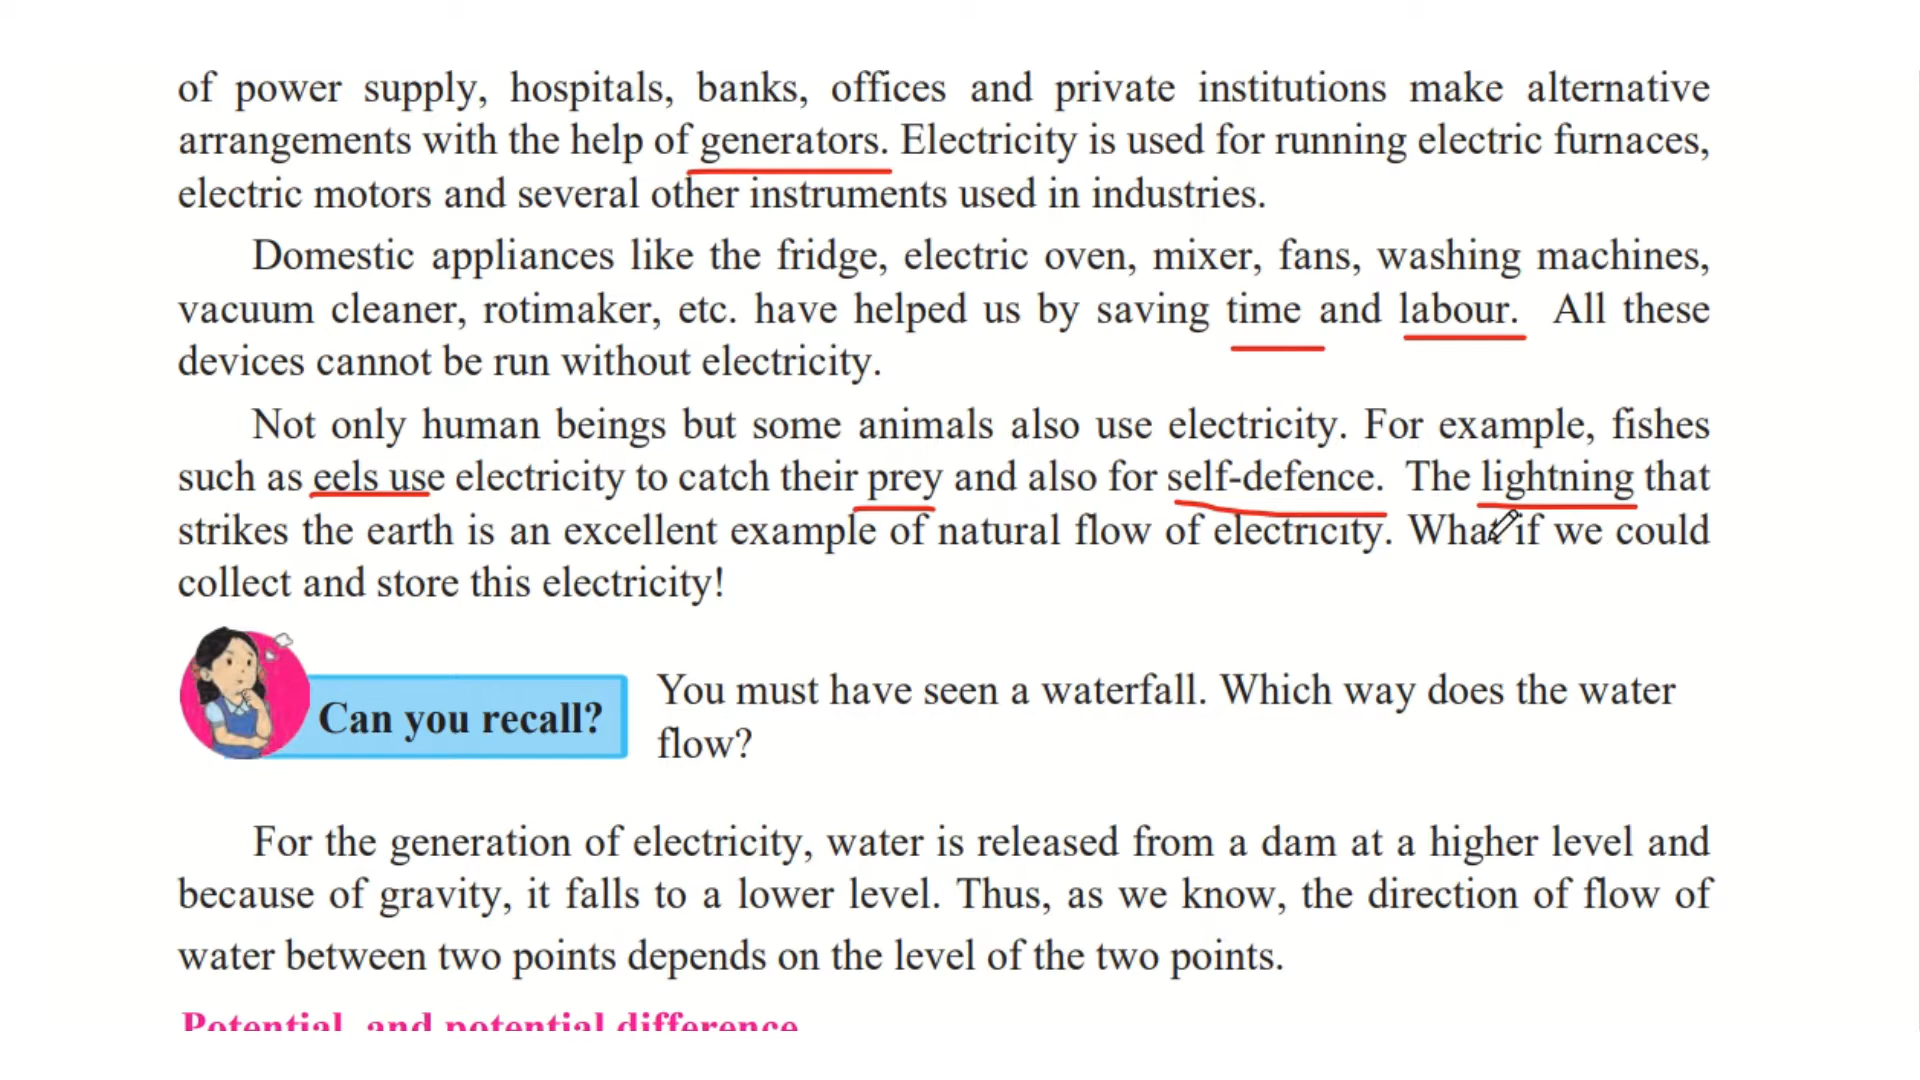 of power supply, hospitals, banks, offices and private institutions make alternative
arrangements with the help of generators. Electricity is used for running electric furnaces,
electric motors and several other instruments used in industries.
Domestic appliances like the fridge, electric oven, mixer, fans, washing machines,
vacuum cleaner, rotimaker, etc. have helped us by saving time and labour. All these
devices cannot be run without electricity.
Not only human beings but some animals also use electricity. For example, fishes
such as eels use electricity to catch their prey and also for self-defence. The lightning that
strikes the earth is an excellent example of natural flow of electricity. What if we could
collect and store this electricity!
Can you recall?
You must have seen a waterfall. Which way does the water
flow?
For the generation of electricity, water is released from a dam at a higher level and
because of gravity, it falls to a lower level. Thus, as we know, the direction of flow of
water between two points depends on the level of the two points.
Potential and potential difference